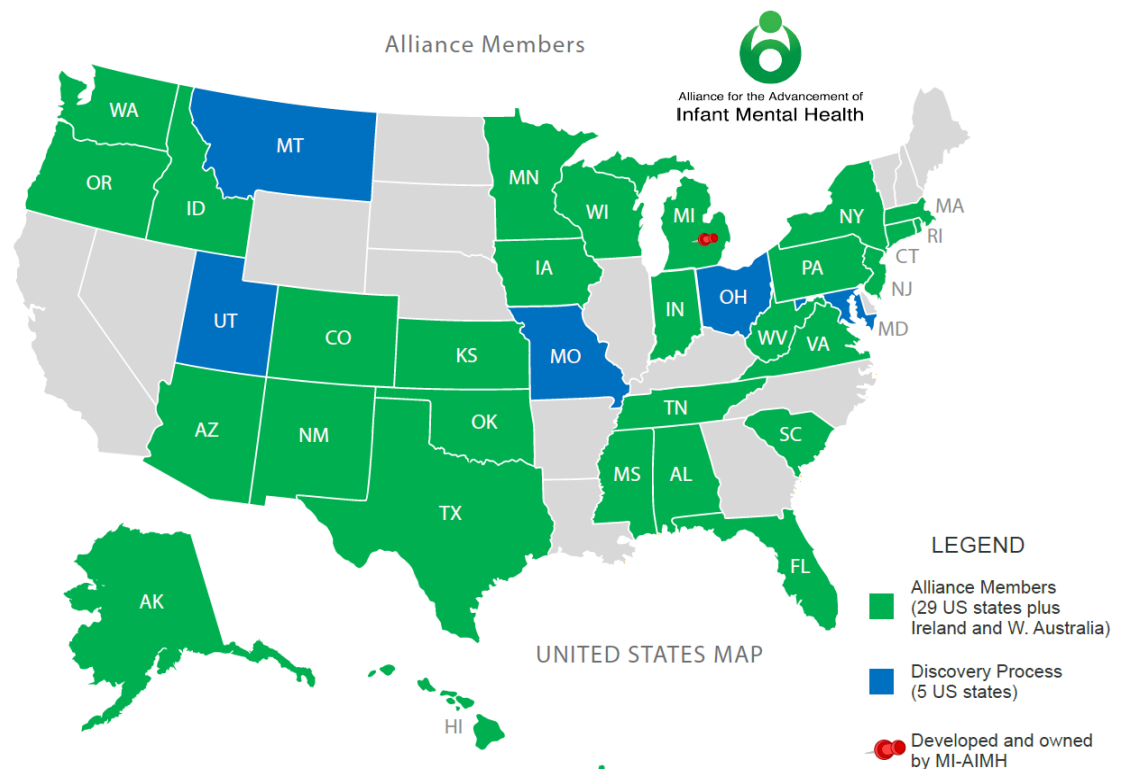 Alliance Members
Alliance for the Advancement of
Infant Mental Health
WA
MT
OR
ID
MN
WI
MI
NY
MA
RI
CT
NJ
PA
IA
IN
OH
MD
UT
CO
KS
MO
WV
VA
AZ
NM
OK
TN
SC
MS
AL
TX
FL
AK
HI
UNITED STATES MAP
LEGEND
Alliance Members
(29 US states plus
Ireland and W. Australia)
Discovery Process
(5 US states)
Developed and owned
by MI-AIMH